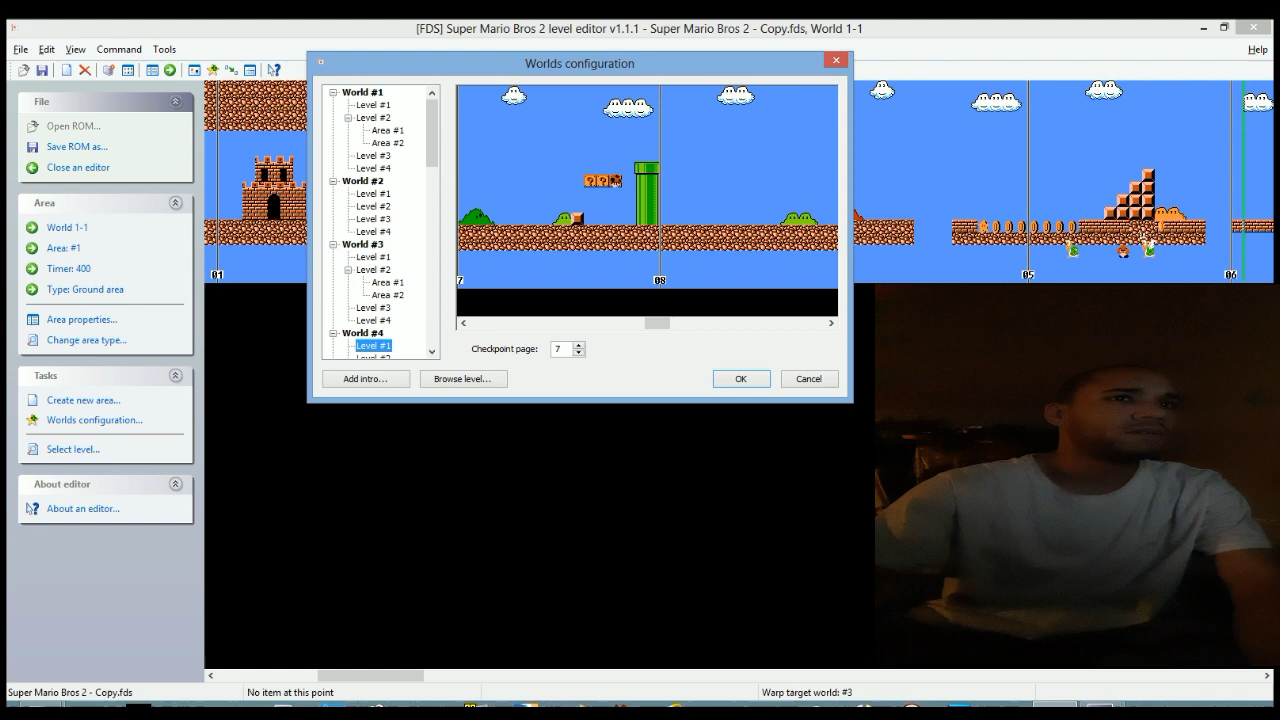 [FDS] Super Mario Bros 2 level editor v1.1.1 - Super Mario Bros 2 - Copy.fds, World 1-1
File Edit View Command Tools Help
Worlds configuration
File
Open ROM...
Save ROM as...
Close an editor
Area
World 1-1
Area: #1
Timer: 400
Type: Ground area
Area properties...
Change area type...
Tasks
Create new area...
Worlds configuration...
Select level...
About editor
About an editor...
World #1
Level #1
Level #2
Area #1
Area #2
Level #3
Level #4
World #2
Level #1
Level #2
Level #3
Level #4
World #3
Level #1
Level #2
Area #1
Area #2
Level #3
Level #4
World #4
Level #1
Level #2
? ?
7 08
Checkpoint page: 7
Add intro... Browse level... OK Cancel
01 05 06
Super Mario Bros 2 - Copy.fds No item at this point Warp target world: #3